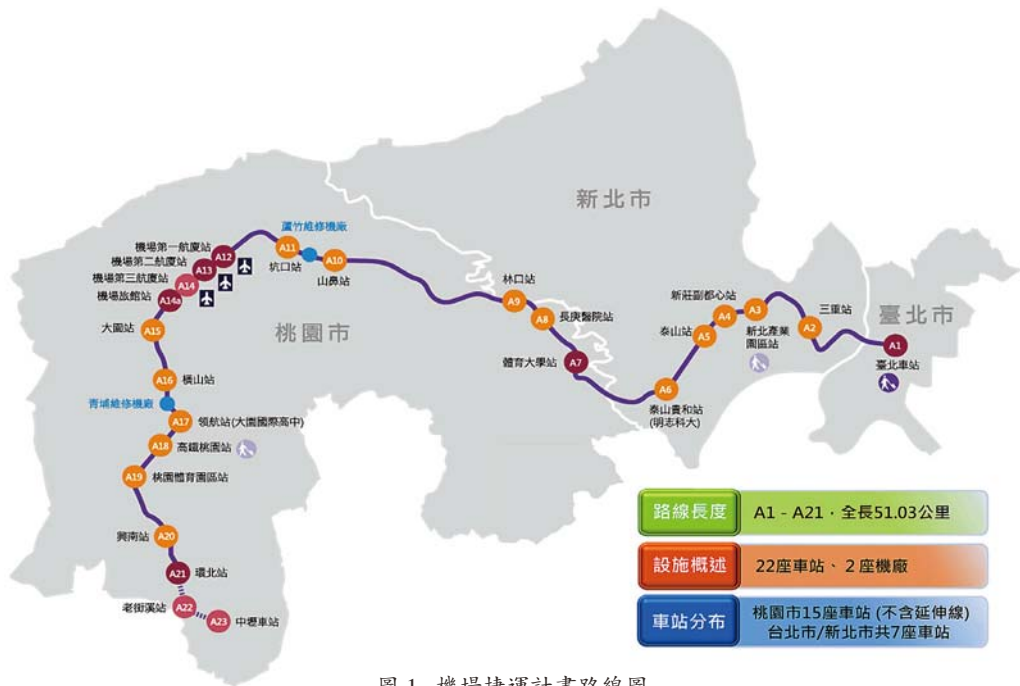 新北市
臺北市
桃園市
蘆竹維修機廠
機場第一航廈站
A12
機場第二航廈站
A13
機場第三航廈站
A14
機場旅館站
A14a
A11
坑口站
A10
山鼻站
林口站
A9
A8
長庚醫院站
A7
體育大學站
新莊副都心站
A4
A3
新北產業
園區站
三重站
A2
A1
臺北車站
泰山站
A5
A6
泰山貴和站
(明志科大)
大園站
A15
A16
橫山站
青埔維修機廠
A17
領航站(大園國際高中)
A18
高鐵桃園站
A19
桃園體育園區站
興南站
A20
A21
環北站
老街溪站
A22
A23
中壢車站
路線長度
A1 - A21，全長51.03公里
設施概述
22座車站、2座機廠
車站分布
桃園市15座車站 (不含延伸線)
台北市/新北市共7座車站
圖 1 機場捷運計畫路線圖